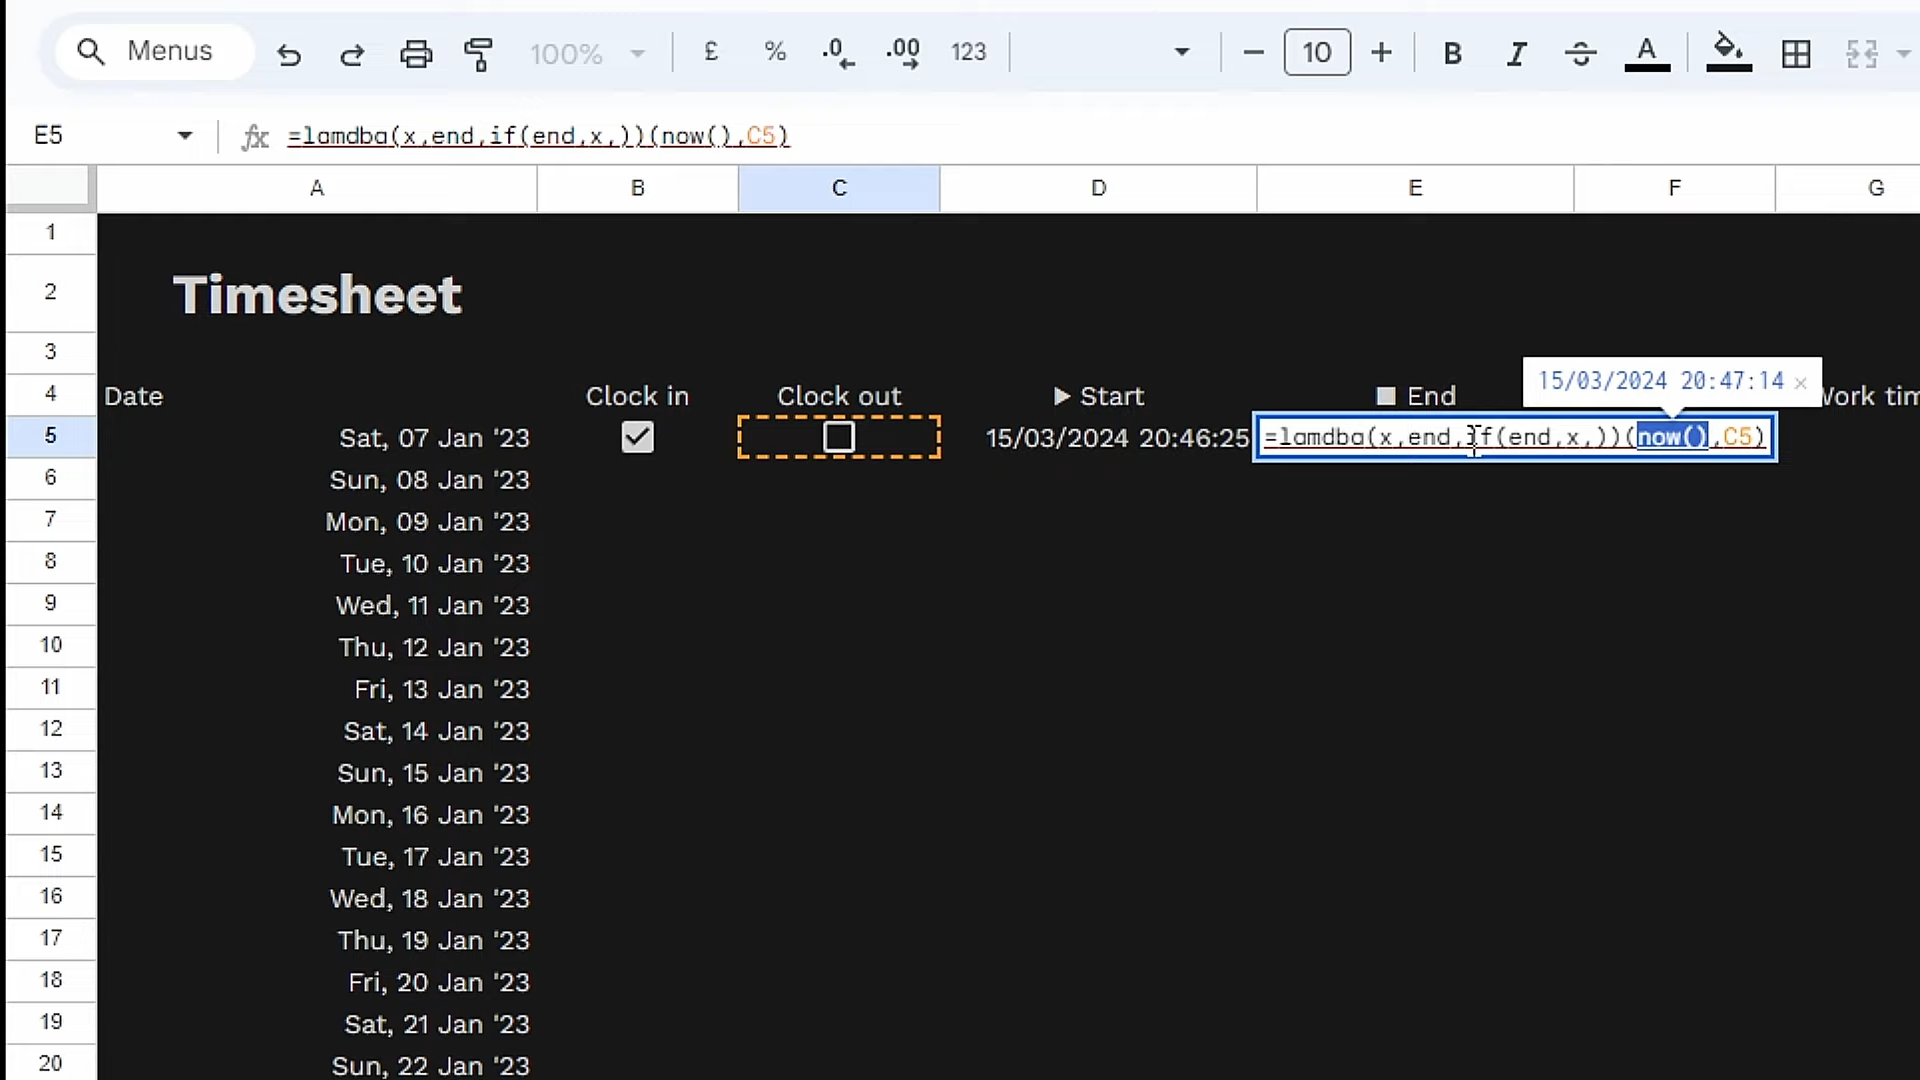 Menus 100% £ % .0 .00 123 10 B I A
E5 fx =lamdba(x,end,if(end,x,))(now(),C5)
A B C D E F G
1
2 Timesheet
3
4 Date Clock in Clock out ▶ Start ■ End 15/03/2024 20:47:14 × Work tim
5 Sat, 07 Jan '23 15/03/2024 20:46:25 =lamdba(x,end,if(end,x,))(now(),C5)
6 Sun, 08 Jan '23
7 Mon, 09 Jan '23
8 Tue, 10 Jan '23
9 Wed, 11 Jan '23
10 Thu, 12 Jan '23
11 Fri, 13 Jan '23
12 Sat, 14 Jan '23
13 Sun, 15 Jan '23
14 Mon, 16 Jan '23
15 Tue, 17 Jan '23
16 Wed, 18 Jan '23
17 Thu, 19 Jan '23
18 Fri, 20 Jan '23
19 Sat, 21 Jan '23
20 Sun, 22 Jan '23